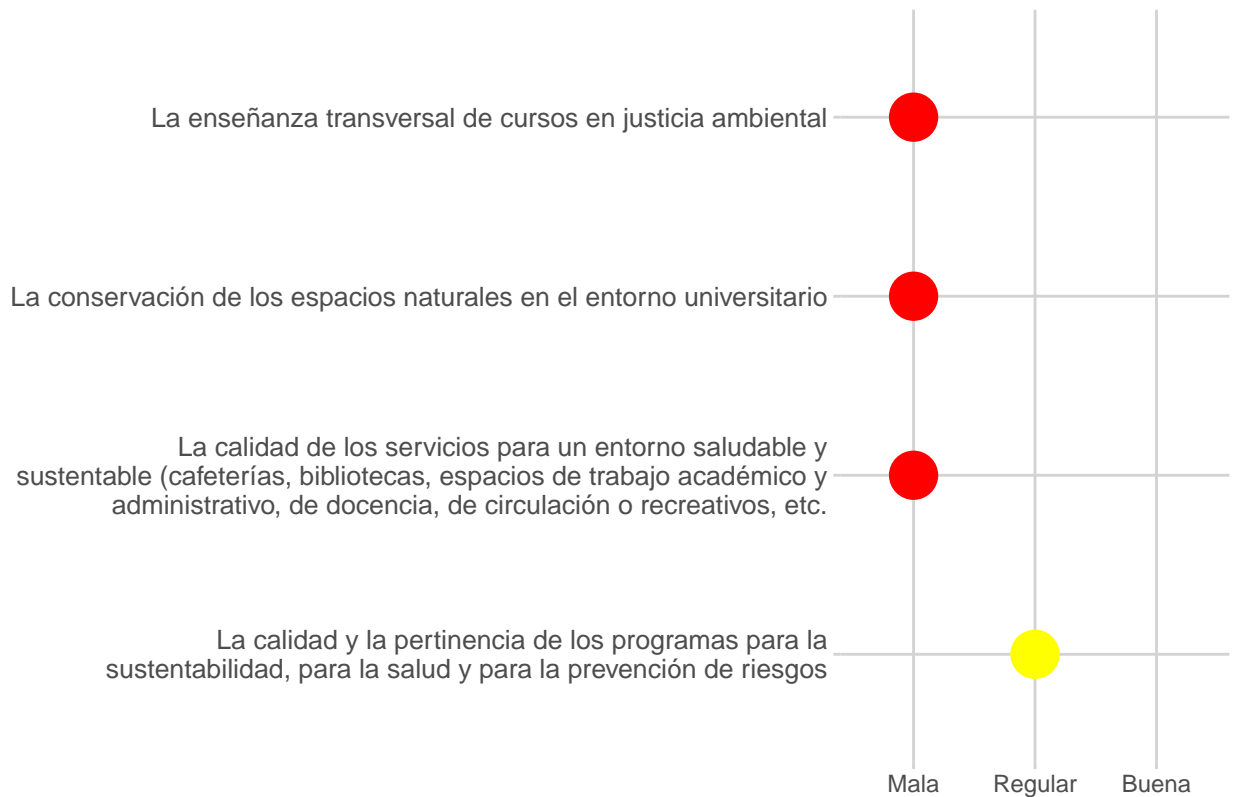 La enseñanza transversal de cursos en justicia ambiental
La conservación de los espacios naturales en el entorno universitario
La calidad de los servicios para un entorno saludable y
sustentable (cafeterías, bibliotecas, espacios de trabajo académico y
administrativo, de docencia, de circulación o recreativos, etc.
La calidad y la pertinencia de los programas para la
sustentabilidad, para la salud y para la prevención de riesgos
Mala Regular Buena